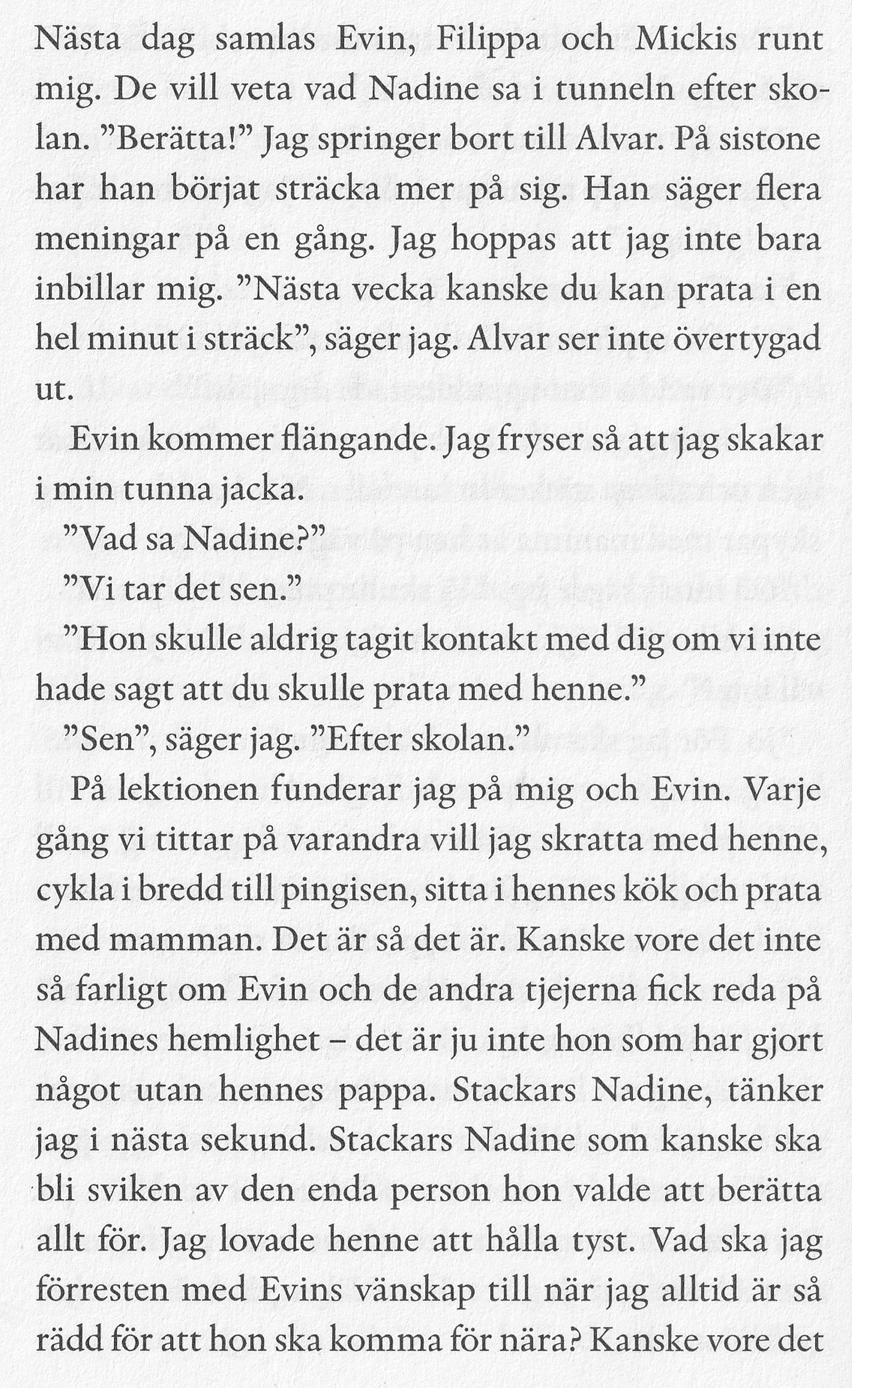 Nästa dag samlas Evin, Filippa och Mickis runt
mig. De vill veta vad Nadine sa i tunneln efter sko-
lan. ”Berätta!” Jag springer bort till Alvar. På sistone
har han börjat sträcka mer på sig. Han säger flera
meningar på en gång. Jag hoppas att jag inte bara
inbillar mig. ”Nästa vecka kanske du kan prata i en
hel minut i sträck”, säger jag. Alvar ser inte övertygad
ut.
Evin kommer flängande. Jag fryser så att jag skakar
i min tunna jacka.
”Vad sa Nadine?”
”Vi tar det sen.”
”Hon skulle aldrig tagit kontakt med dig om vi inte
hade sagt att du skulle prata med henne.”
”Sen”, säger jag. ”Efter skolan.”
På lektionen funderar jag på mig och Evin. Varje
gång vi tittar på varandra vill jag skratta med henne,
cykla i bredd till pingisen, sitta i hennes kök och prata
med mamman. Det är så det är. Kanske vore det inte
så farligt om Evin och de andra tjejerna fick reda på
Nadines hemlighet – det är ju inte hon som har gjort
något utan hennes pappa. Stackars Nadine, tänker
jag i nästa sekund. Stackars Nadine som kanske ska
bli sviken av den enda person hon valde att berätta
allt för. Jag lovade henne att hålla tyst. Vad ska jag
förresten med Evins vänskap till när jag alltid är så
rädd för att hon ska komma för nära? Kanske vore det